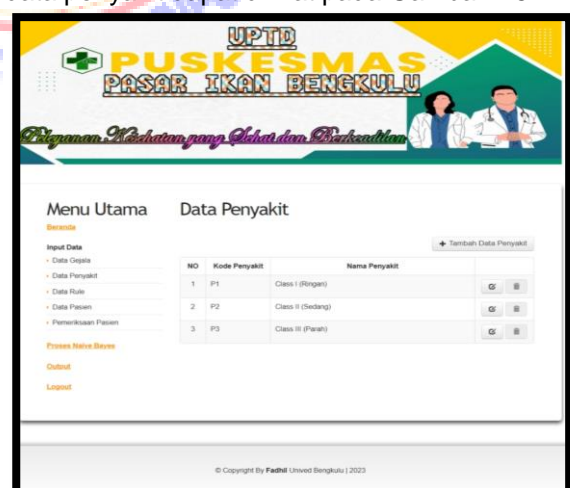 UPTD
PUSKESMAS
PASAR IKAN BENGKULU
Pelayanan Kesehatan yang Sehat dan Berkeadilan
Menu Utama
Beranda
Input Data
Data Gejala
Data Penyakit
Data Rule
Data Pasien
Pemeriksaan Pasien
Proses Naive Bayes
Output
Logout
Data Penyakit
Tambah Data Penyakit
NO Kode Penyakit Nama Penyakit
1 P1 Class I (Ringan)
2 P2 Class II (Sedang)
3 P3 Class III (Parah)
© Copyright By Fadhil Unived Bengkulu | 2023